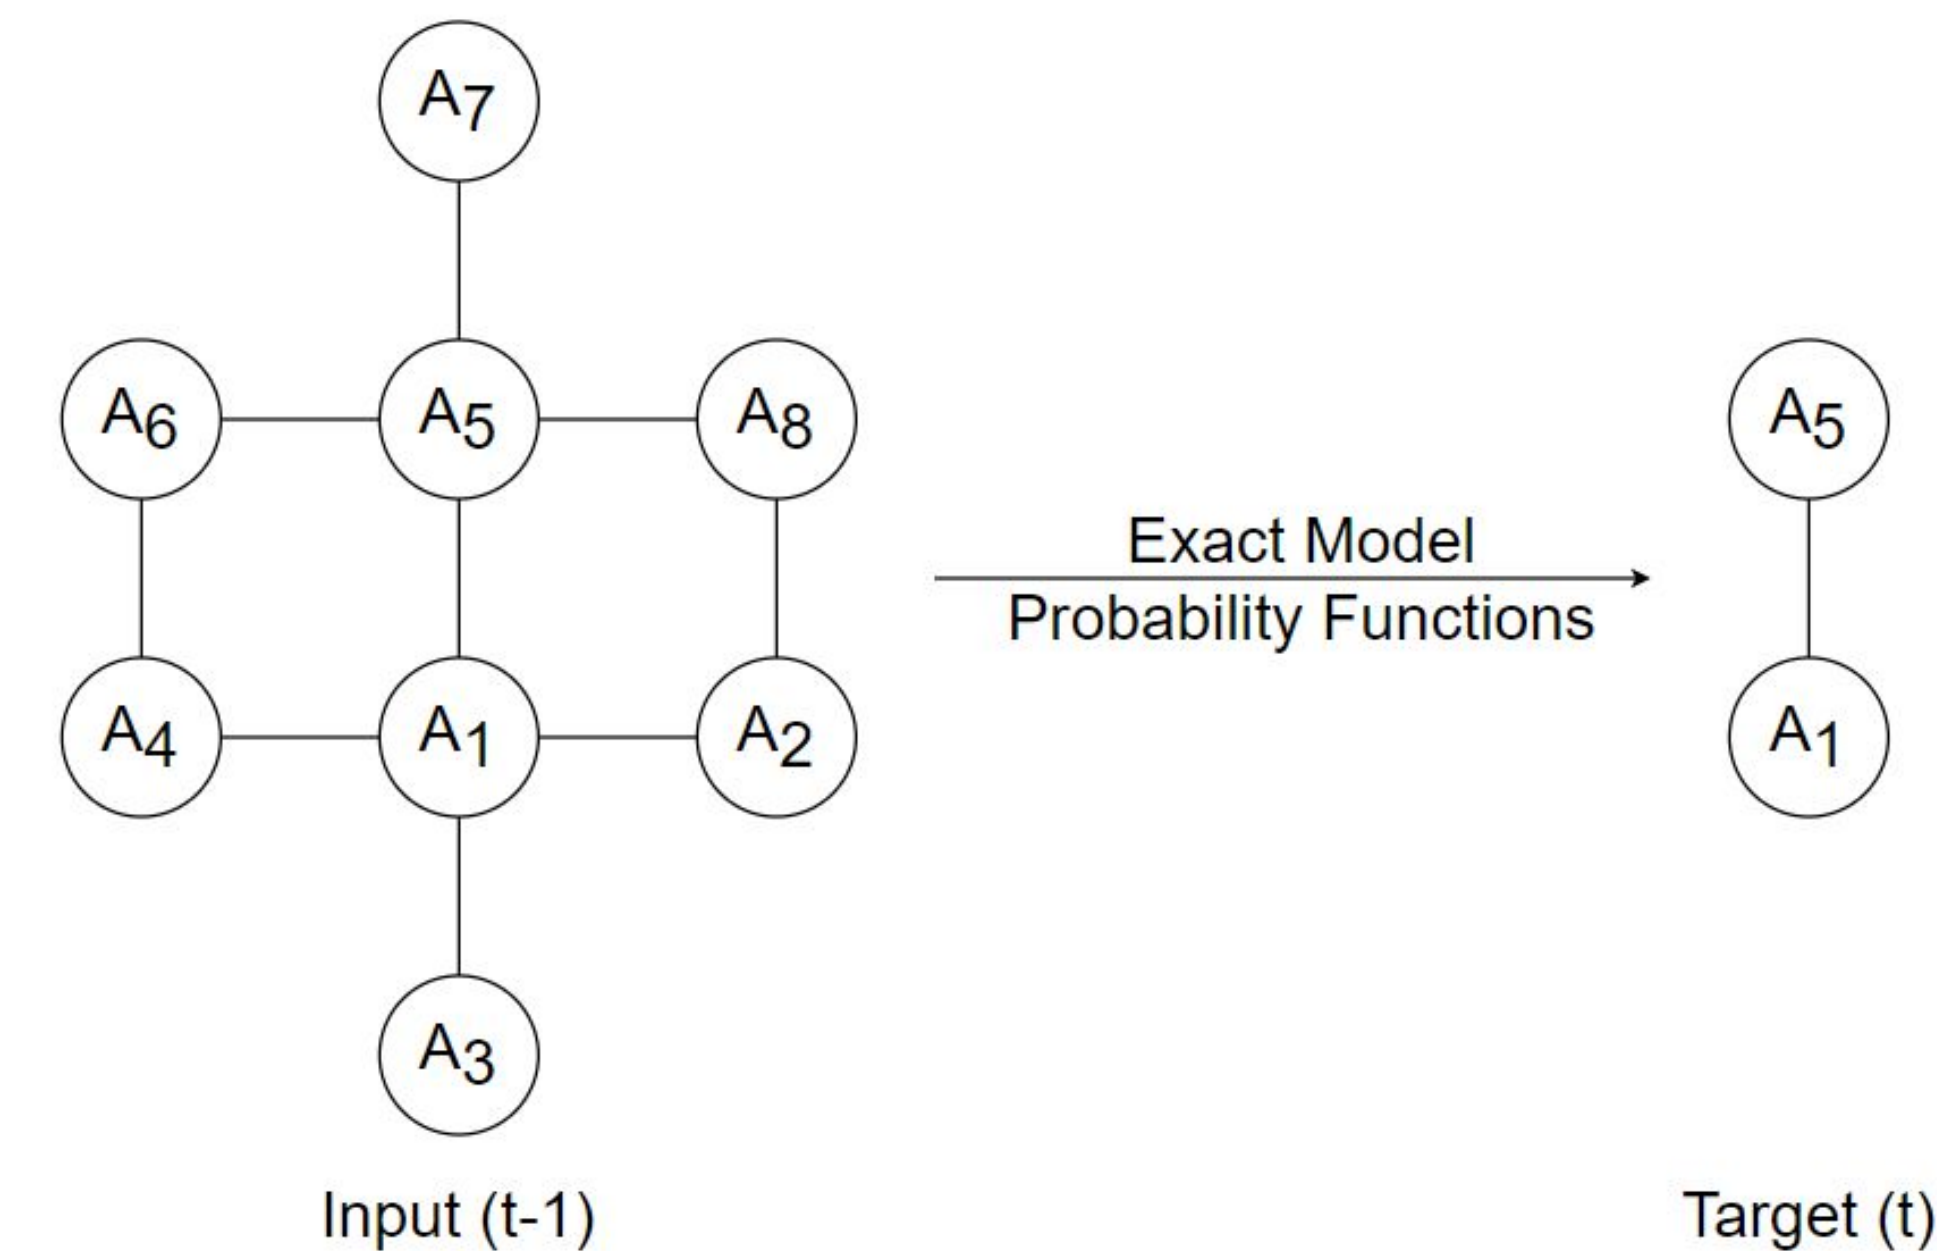 A7
A6 A5 A8
Exact Model
Probability Functions
A5
A4 A1 A2
A1
A3
Input (t-1)
Target (t)